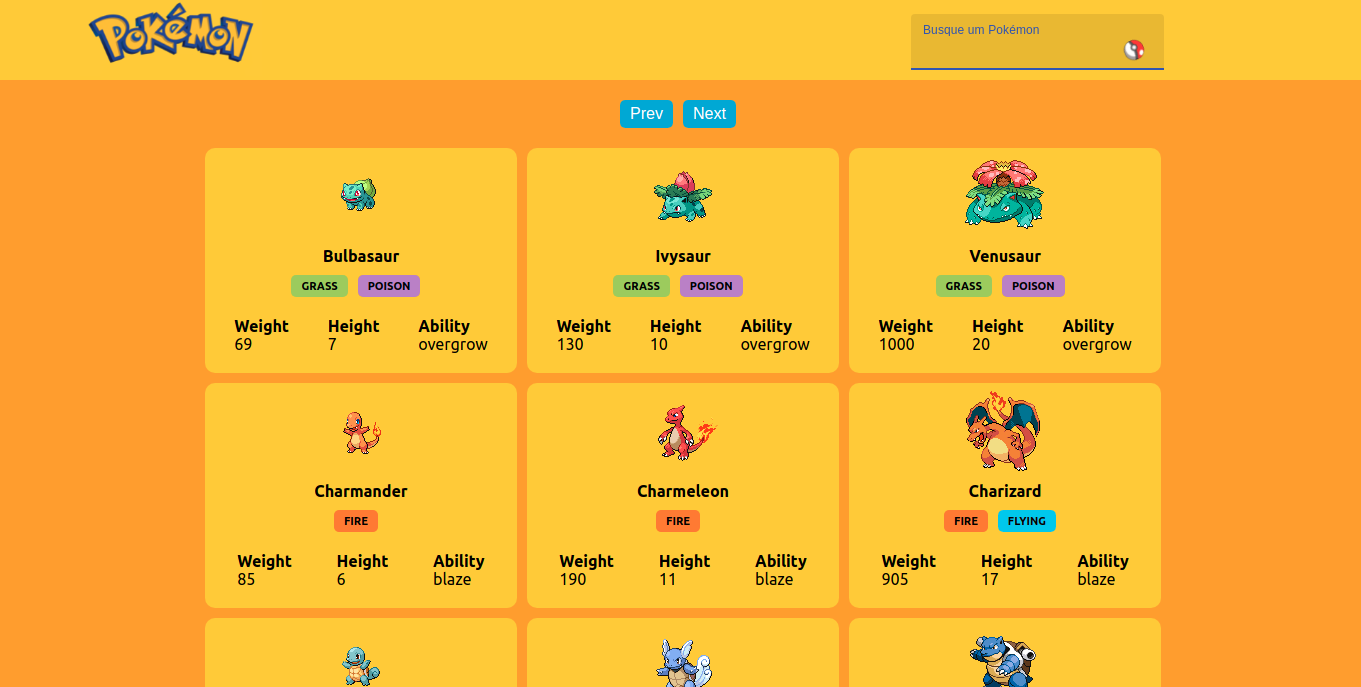 Pokémon
Busque um Pokémon
Prev Next
Bulbasaur Ivysaur Venusaur
GRASS POISON GRASS POISON GRASS POISON
Weight Height Ability Weight Height Ability Weight Height Ability
69 7 overgrow 130 10 overgrow 1000 20 overgrow
Charmander Charmeleon Charizard
FIRE FIRE FIRE FLYING
Weight Height Ability Weight Height Ability Weight Height Ability
85 6 blaze 190 11 blaze 905 17 blaze